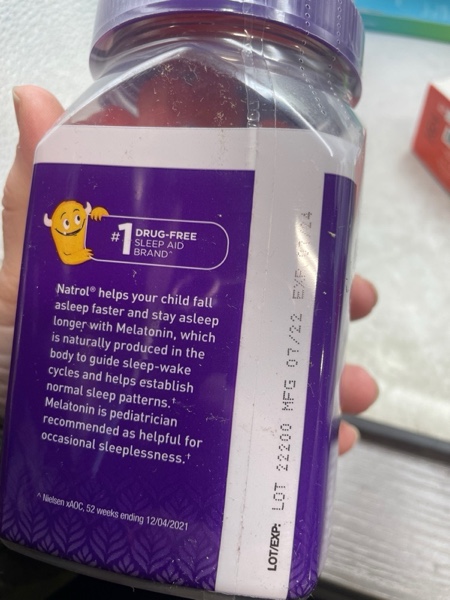 #1 DRUG-FREE
SLEEP AID
BRAND^
Natrol® helps your child fall
asleep faster and stay asleep
longer with Melatonin, which
is naturally produced in the
body to guide sleep-wake
cycles and helps establish
normal sleep patterns.†
Melatonin is pediatrician
recommended as helpful for
occasional sleeplessness.†
^ Nielsen xAOC, 52 weeks ending 12/04/2021
LOT/EXP: LOT 22200 MFG 07/22 EXP